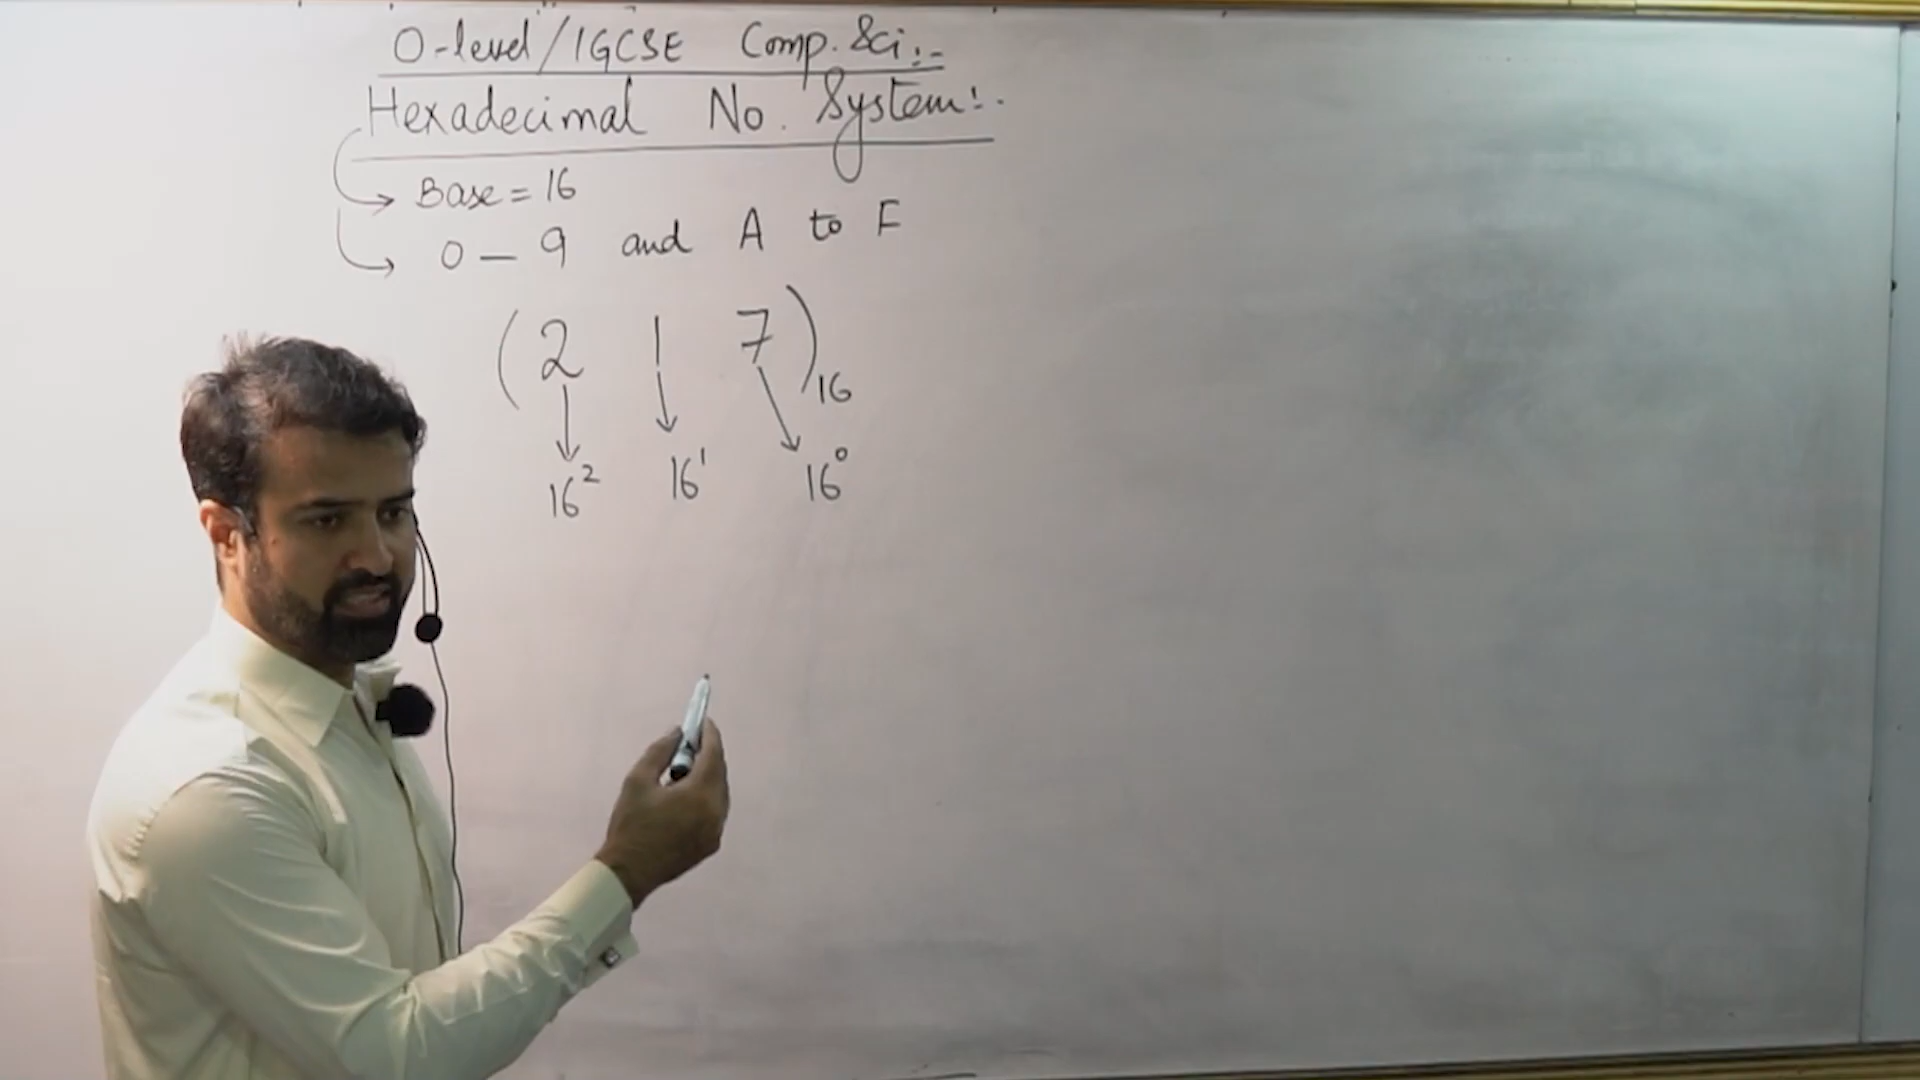 O-level/IGCSE Comp. Sci:-
Hexadecimal No. System:-
Base = 16
0 - 9 and A to F
(2 1 7)₁₆
16² 16¹ 16⁰